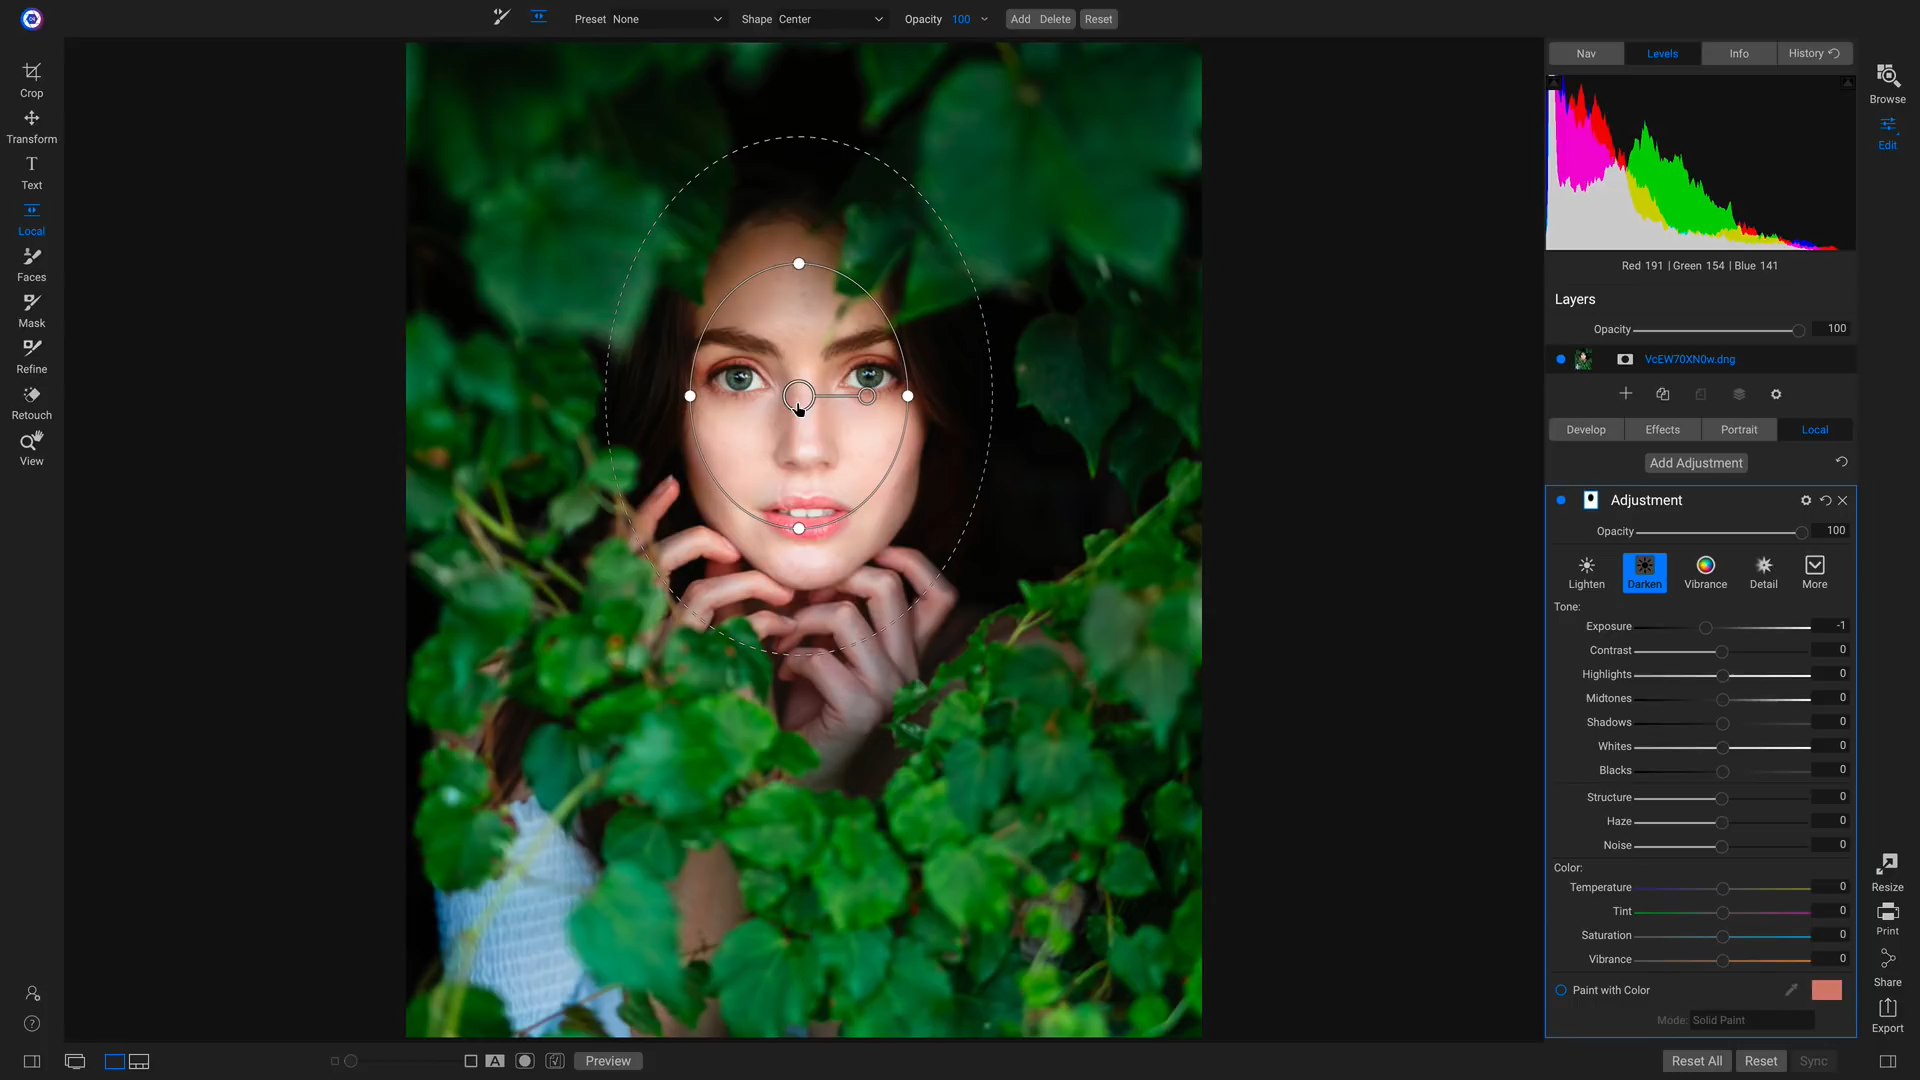 Preset None Shape Center Opacity 100 Add Delete Reset
Crop
Transform
T
Text
Local
Faces
Mask
Refine
Retouch
View
Nav Levels Info History
Red 191 | Green 154 | Blue 141
Layers
Opacity 100
VcEW70XN0w.dng
Develop Effects Portrait Local
Add Adjustment
Adjustment
Opacity 100
Lighten Darken Vibrance Detail More
Tone:
Exposure -1
Contrast 0
Highlights 0
Midtones 0
Shadows 0
Whites 0
Blacks 0
Structure 0
Haze 0
Noise 0
Color:
Temperature 0
Tint 0
Saturation 0
Vibrance 0
Paint with Color
Mode: Solid Paint
Browse
Edit
Resize
Print
Share
Export
?
A Preview
Reset All Reset Sync